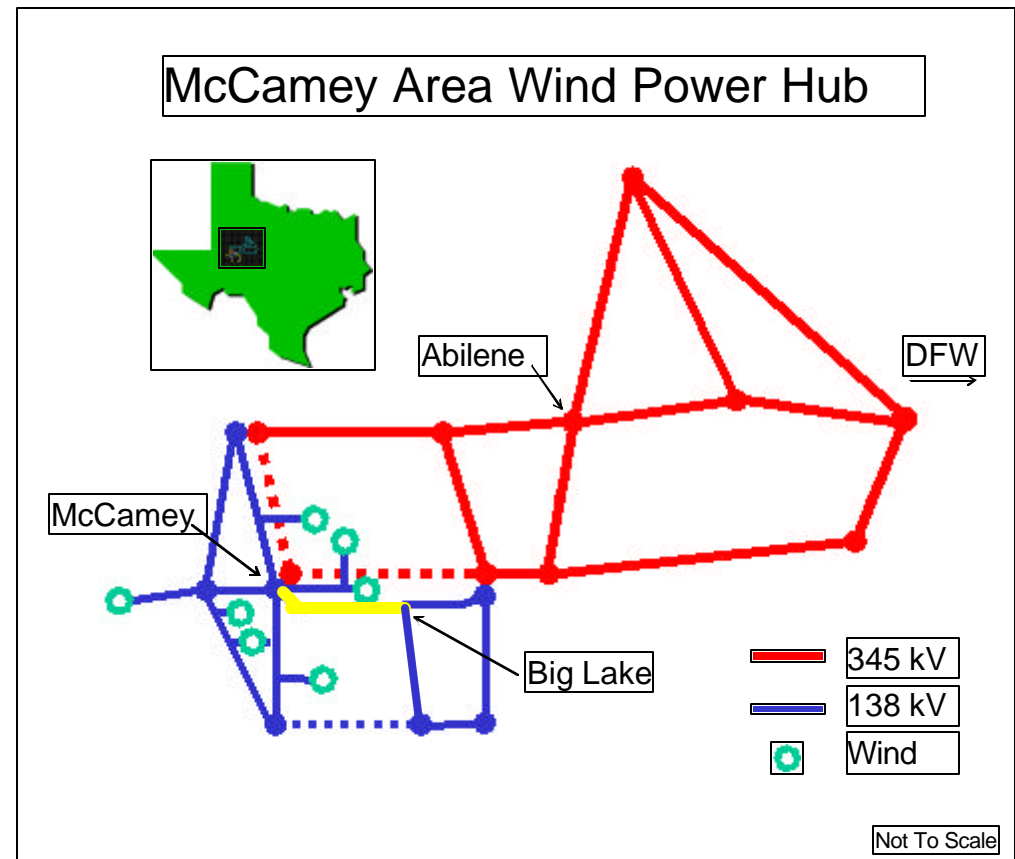 McCamey Area Wind Power Hub
Abilene
DFW
McCamey
Big Lake
345 kV
138 kV
Wind
Not To Scale